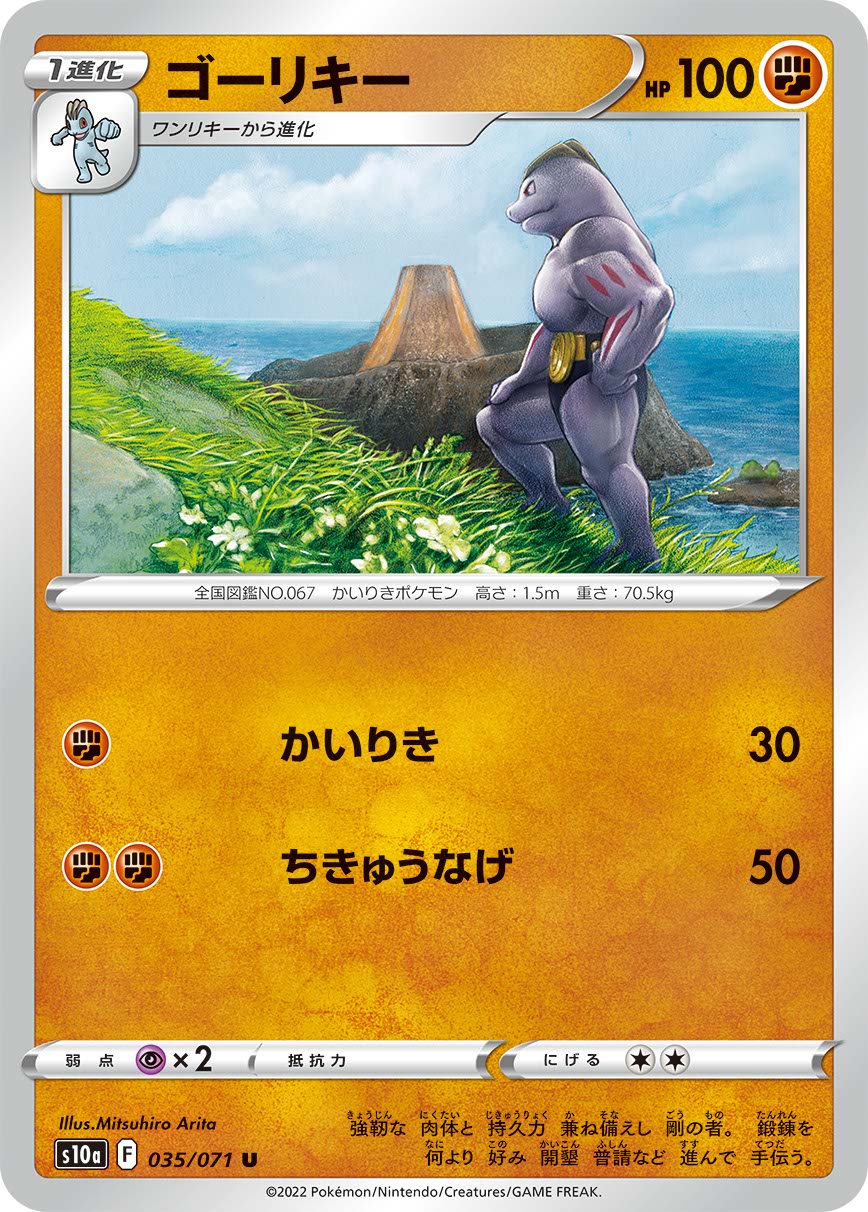 1進化
ゴーリキー
HP 100
ワンリキーから進化
全国図鑑NO.067 かいりきポケモン 高さ:1.5m 重さ:70.5kg
かいりき 30
ちきゅうなげ 50
弱点 ×2 抵抗力 にげる
Illus.Mitsuhiro Arita
強靭な 肉体と 持久力 兼ね備えし 剛の者。 鍛錬を
何より 好み 開墾 普請など 進んで 手伝う。
s10a F 035/071 U
©2022 Pokémon/Nintendo/Creatures/GAME FREAK.